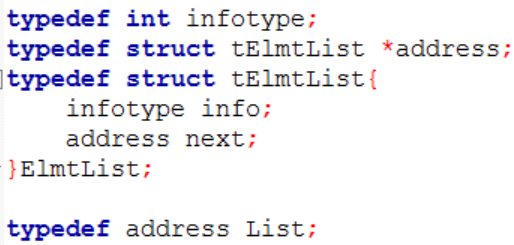 typedef int infotype;
typedef struct tElmtList *address;
typedef struct tElmtList{
    infotype info;
    address next;
}ElmtList;
typedef address List;